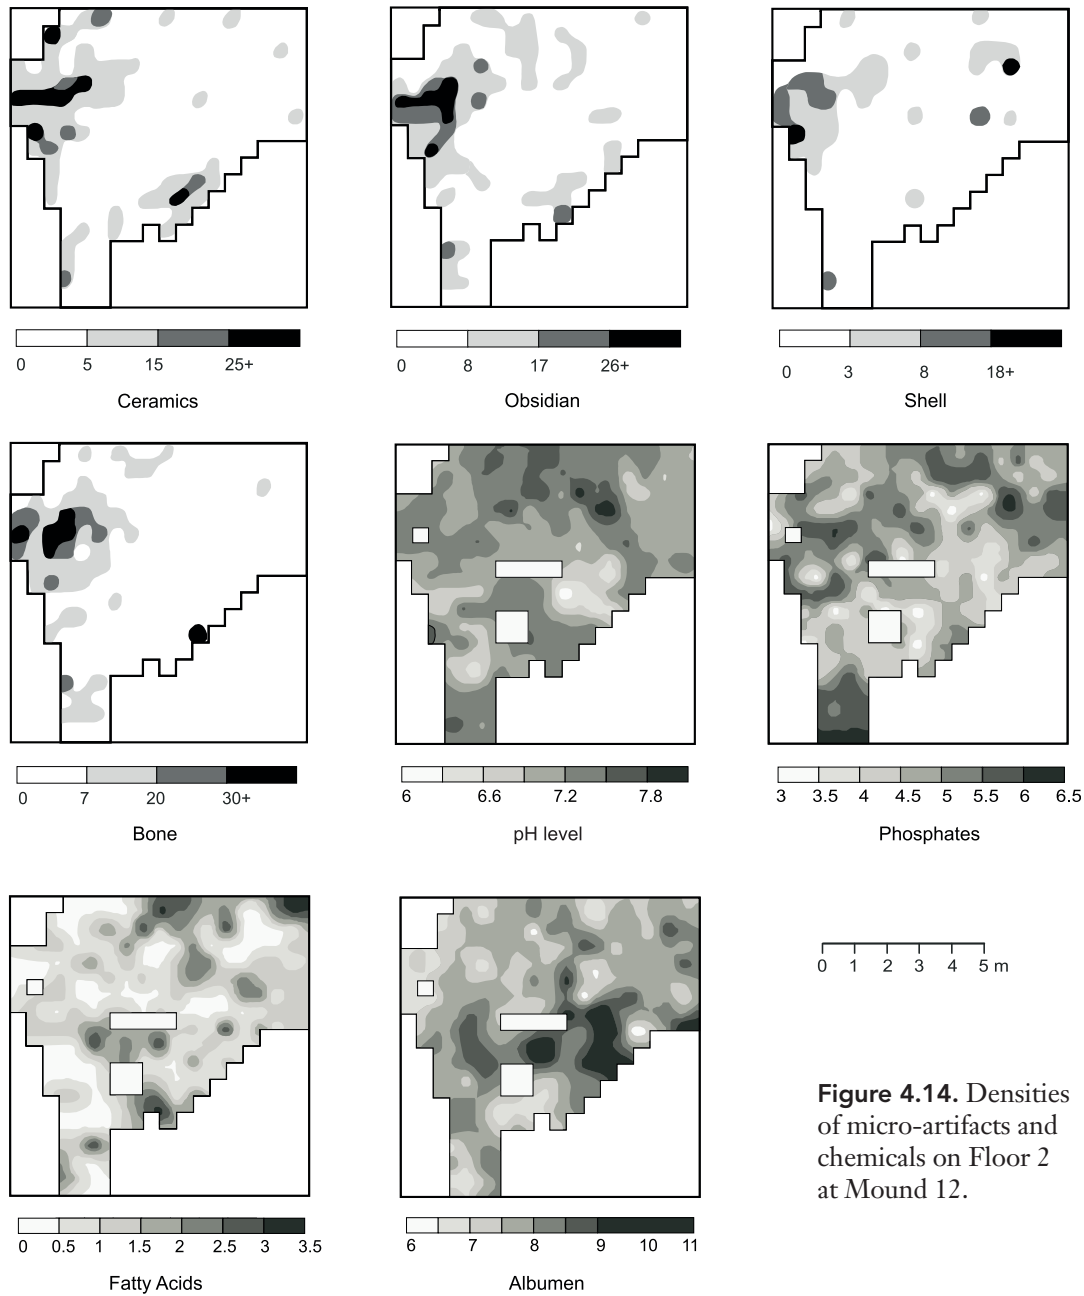 0 5 15 25+
Ceramics
0 8 17 26+
Obsidian
0 3 8 18+
Shell
0 7 20 30+
Bone
6 6.6 7.2 7.8
pH level
3 3.5 4 4.5 5 5.5 6 6.5
Phosphates
0 0.5 1 1.5 2 2.5 3 3.5
Fatty Acids
6 7 8 9 10 11
Albumen
0 1 2 3 4 5 m
Figure 4.14. Densities
of micro-artifacts and
chemicals on Floor 2
at Mound 12.